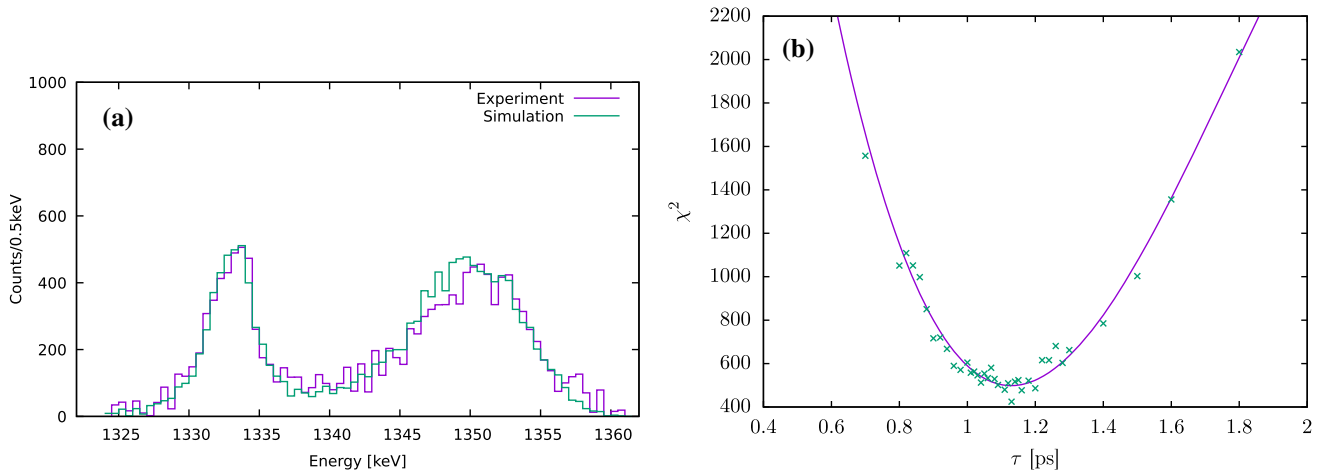 (a)
Experiment
Simulation
1000
800
600
400
200
0
Counts/0.5keV
1325 1330 1335 1340 1345 1350 1355 1360
Energy [keV]
(b)
2200
2000
1800
1600
1400
1200
1000
800
600
400
χ²
0.4 0.6 0.8 1 1.2 1.4 1.6 1.8 2
τ [ps]